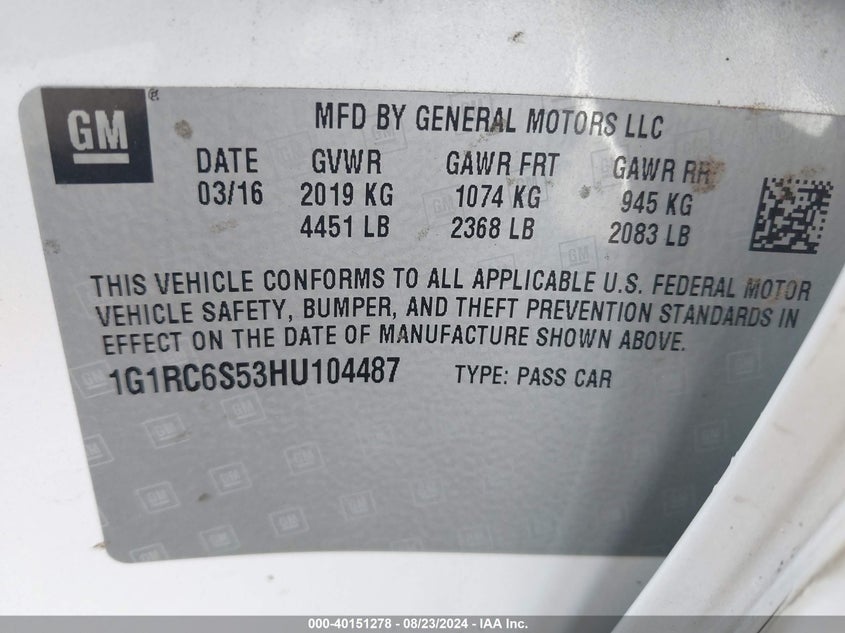 GM
MFD BY GENERAL MOTORS LLC
DATE GVWR GAWR FRT GAWR RR
03/16 2019 KG 1074 KG 945 KG
4451 LB 2368 LB 2083 LB
THIS VEHICLE CONFORMS TO ALL APPLICABLE U.S. FEDERAL MOTOR
VEHICLE SAFETY, BUMPER, AND THEFT PREVENTION STANDARDS IN
EFFECT ON THE DATE OF MANUFACTURE SHOWN ABOVE.
1G1RC6S53HU104487 TYPE: PASS CAR
000-40151278 - 08/23/2024 - IAA Inc.